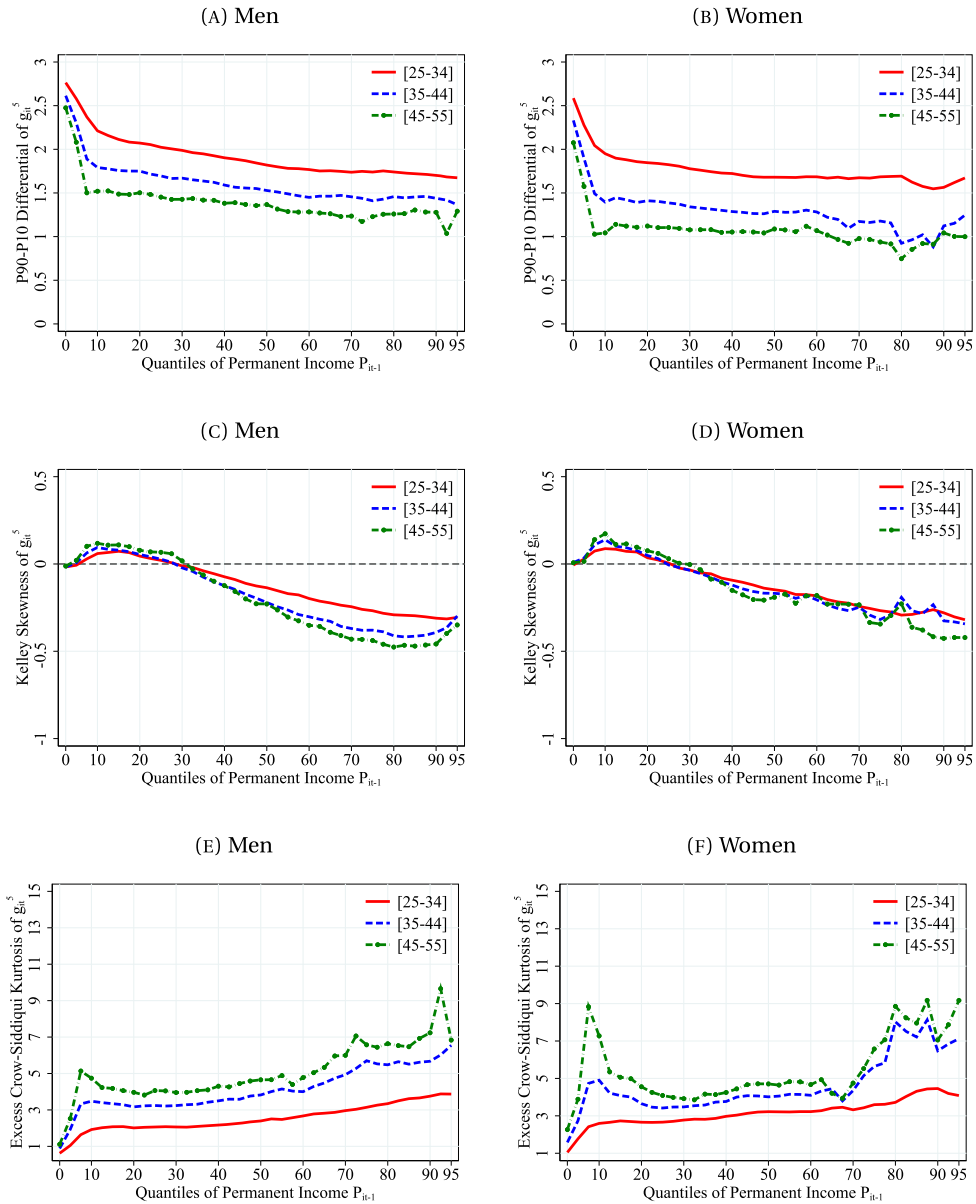 (A) Men
P90-P10 Differential of g_it^5
3
2.5
2
1.5
1
0.5
0
[25-34]
[35-44]
[45-55]
0 10 20 30 40 50 60 70 80 90 95
Quantiles of Permanent Income P_it-1
(B) Women
P90-P10 Differential of g_it^5
3
2.5
2
1.5
1
0.5
0
[25-34]
[35-44]
[45-55]
0 10 20 30 40 50 60 70 80 90 95
Quantiles of Permanent Income P_it-1
(C) Men
Kelley Skewness of g_it^5
0.5
0
-0.5
-1
[25-34]
[35-44]
[45-55]
0 10 20 30 40 50 60 70 80 90 95
Quantiles of Permanent Income P_it-1
(D) Women
Kelley Skewness of g_it^5
0.5
0
-0.5
-1
[25-34]
[35-44]
[45-55]
0 10 20 30 40 50 60 70 80 90 95
Quantiles of Permanent Income P_it-1
(E) Men
Excess Crow-Siddiqui Kurtosis of g_it^5
15
13
11
9
7
5
3
1
[25-34]
[35-44]
[45-55]
0 10 20 30 40 50 60 70 80 90 95
Quantiles of Permanent Income P_it-1
(F) Women
Excess Crow-Siddiqui Kurtosis of g_it^5
15
13
11
9
7
5
3
1
[25-34]
[35-44]
[45-55]
0 10 20 30 40 50 60 70 80 90 95
Quantiles of Permanent Income P_it-1